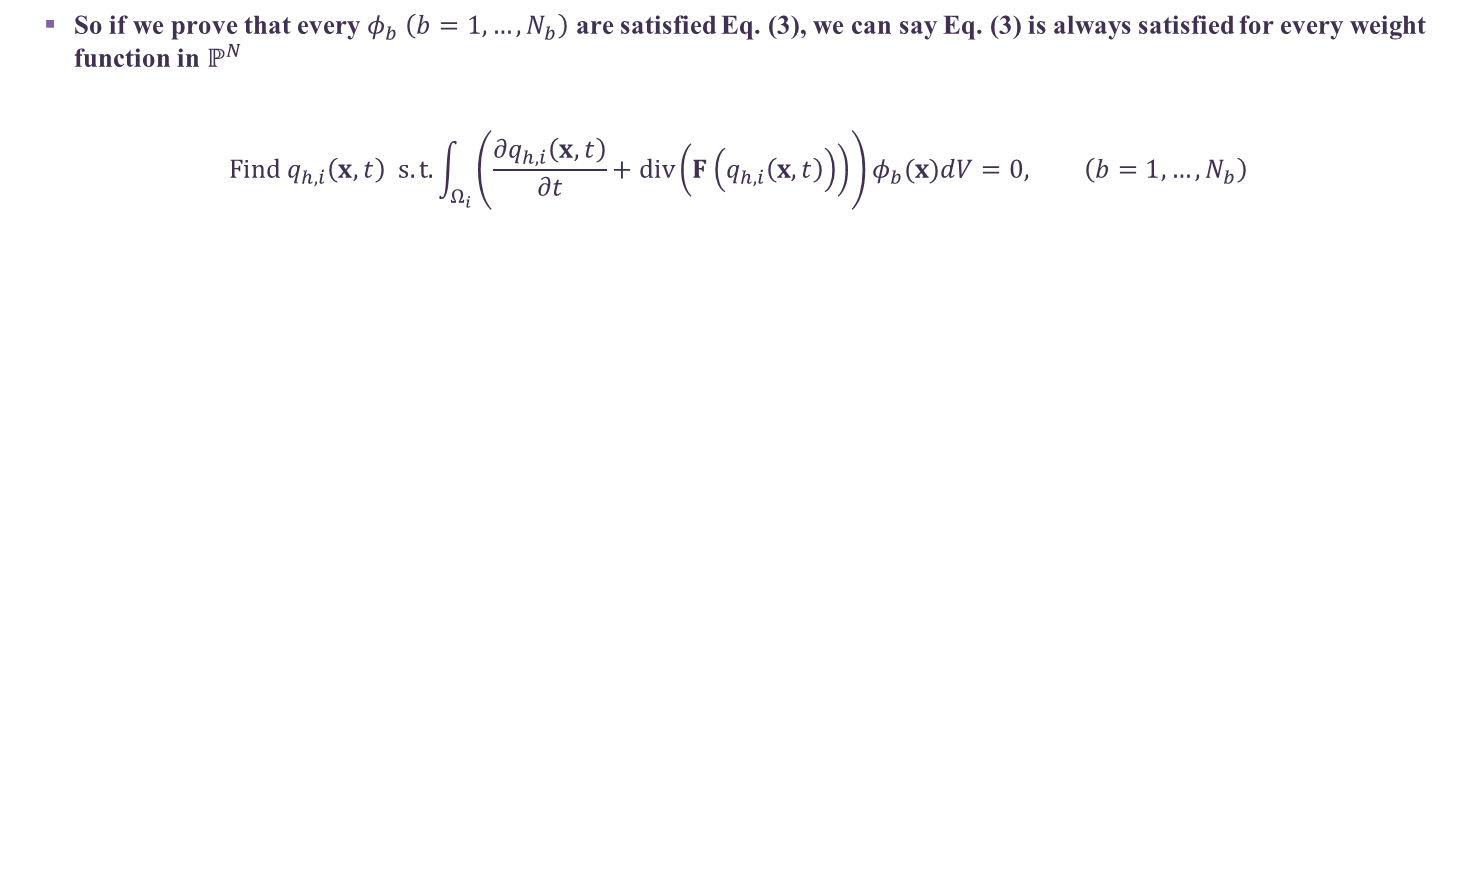 ▪ So if we prove that every ϕ_b (b = 1, …, N_b) are satisfied Eq. (3), we can say Eq. (3) is always satisfied for every weight
function in ℙ^N
Find q_{h,i}(𝐱, t) s.t. ∫_{Ω_i} (∂q_{h,i}(𝐱, t)/∂t + div(𝐅(q_{h,i}(𝐱, t)))) ϕ_b(𝐱)dV = 0, (b = 1, …, N_b)